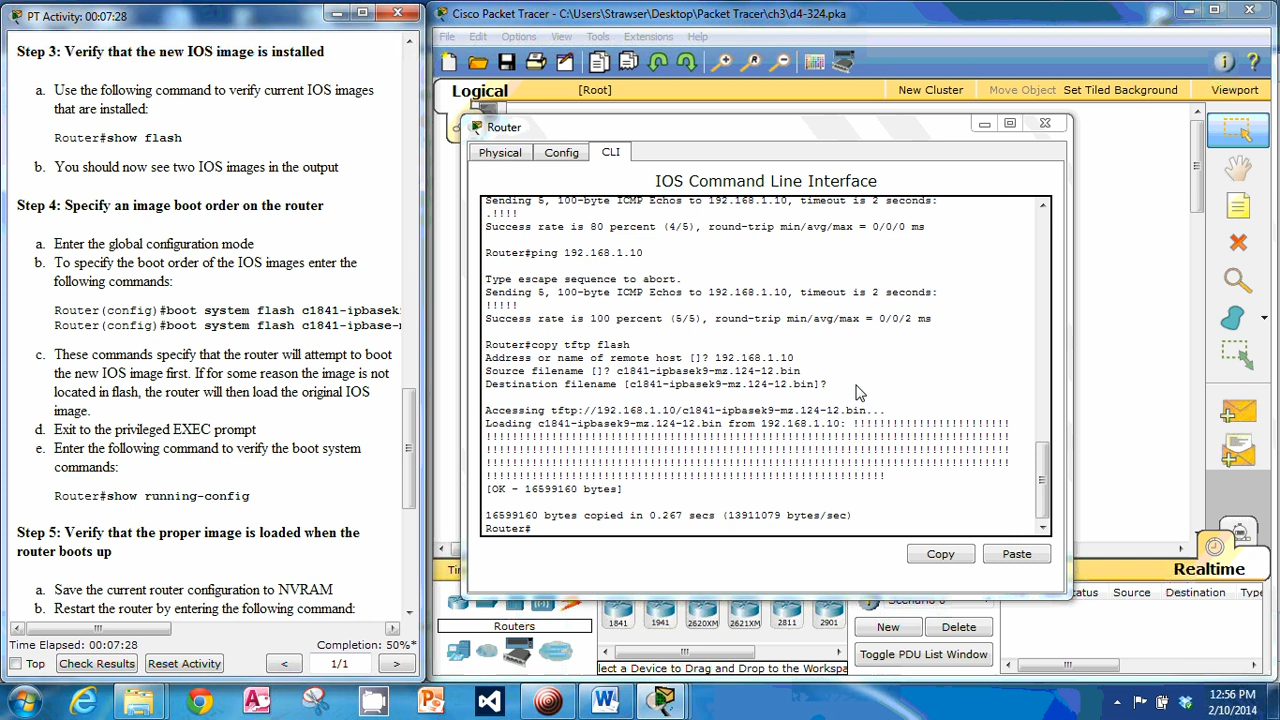 PT Activity: 00:07:28
Step 3: Verify that the new IOS image is installed
a. Use the following command to verify current IOS images
that are installed:
Router#show flash
b. You should now see two IOS images in the output
Step 4: Specify an image boot order on the router
a. Enter the global configuration mode
b. To specify the boot order of the IOS images enter the
following commands:
Router(config)#boot system flash c1841-ipbasek
Router(config)#boot system flash c1841-ipbase-
c. These commands specify that the router will attempt to boot
the new IOS image first. If for some reason the image is not
located in flash, the router will then load the original IOS
image.
d. Exit to the privileged EXEC prompt
e. Enter the following command to verify the boot system
commands:
Router#show running-config
Step 5: Verify that the proper image is loaded when the
router boots up
a. Save the current router configuration to NVRAM
b. Restart the router by entering the following command:
Time Elapsed: 00:07:28
Completion: 50%*
Top
Check Results
Reset Activity
<
1/1
>
Cisco Packet Tracer - C:\Users\Strawser\Desktop\Packet Tracer\ch3\d4-324.pka
File Edit Options View Tools Extensions Help
Logical
[Root]
New Cluster
Move Object
Set Tiled Background
Viewport
Router
Physical
Config
CLI
IOS Command Line Interface
Sending 5, 100-byte ICMP Echos to 192.168.1.10, timeout is 2 seconds:
.!!!!
Success rate is 80 percent (4/5), round-trip min/avg/max = 0/0/0 ms
Router#ping 192.168.1.10
Type escape sequence to abort.
Sending 5, 100-byte ICMP Echos to 192.168.1.10, timeout is 2 seconds:
!!!!!
Success rate is 100 percent (5/5), round-trip min/avg/max = 0/0/2 ms
Router#copy tftp flash
Address or name of remote host []? 192.168.1.10
Source filename []? c1841-ipbasek9-mz.124-12.bin
Destination filename [c1841-ipbasek9-mz.124-12.bin]?
Accessing tftp://192.168.1.10/c1841-ipbasek9-mz.124-12.bin...
Loading c1841-ipbasek9-mz.124-12.bin from 192.168.1.10: !!!!!!!!!!!!!!!!!!!!!!!!
!!!!!!!!!!!!!!!!!!!!!!!!!!!!!!!!!!!!!!!!!!!!!!!!!!!!!!!!!!!!!!!!!!!!!!!!!!!!!!!!
!!!!!!!!!!!!!!!!!!!!!!!!!!!!!!!!!!!!!!!!!!!!!!!!!!!!!!!!!!!!!!!!!!!!!!!!!!!!!!!!
!!!!!!!!!!!!!!!!!!!!!!!!!!!!!!!!!!!!!!!!!!!!!!!!!!!!!!!!!!!!!!!!!!!!!!!!!!!!!!!!
!!!!!!!!!!!!!!!!!!!!!!!!!!!!!!!!!!!!!!!!!!!!!!!!!!!!!!!!!!!!!
[OK - 16599160 bytes]
16599160 bytes copied in 0.267 secs (13911079 bytes/sec)
Router#
Copy
Paste
Realtime
Routers
1841
1941
2620XM
2621XM
2811
2901
New
Delete
Toggle PDU List Window
Source
Destination
lect a Device to Drag and Drop to the Workspa
12:56 PM
2/10/2014